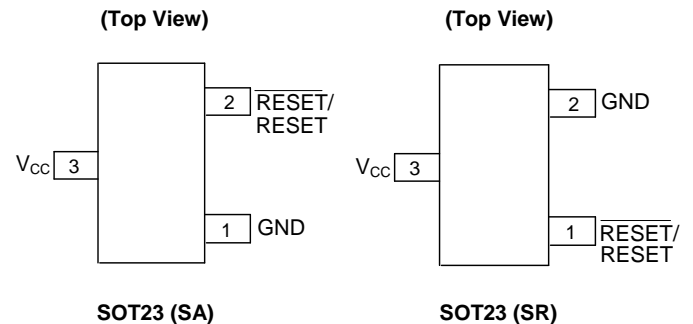 (Top View)
2 RESET/
RESET
VCC 3
1 GND
SOT23 (SA)
(Top View)
2 GND
VCC 3
1 RESET/
RESET
SOT23 (SR)